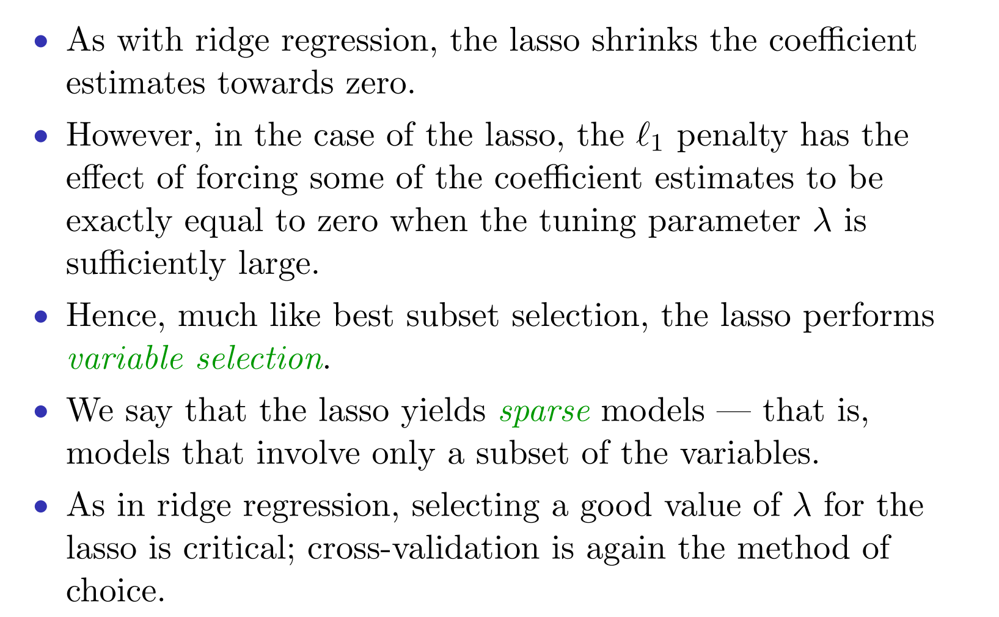 • As with ridge regression, the lasso shrinks the coefficient
estimates towards zero.
• However, in the case of the lasso, the ℓ₁ penalty has the
effect of forcing some of the coefficient estimates to be
exactly equal to zero when the tuning parameter λ is
sufficiently large.
• Hence, much like best subset selection, the lasso performs
variable selection.
• We say that the lasso yields sparse models — that is,
models that involve only a subset of the variables.
• As in ridge regression, selecting a good value of λ for the
lasso is critical; cross-validation is again the method of
choice.